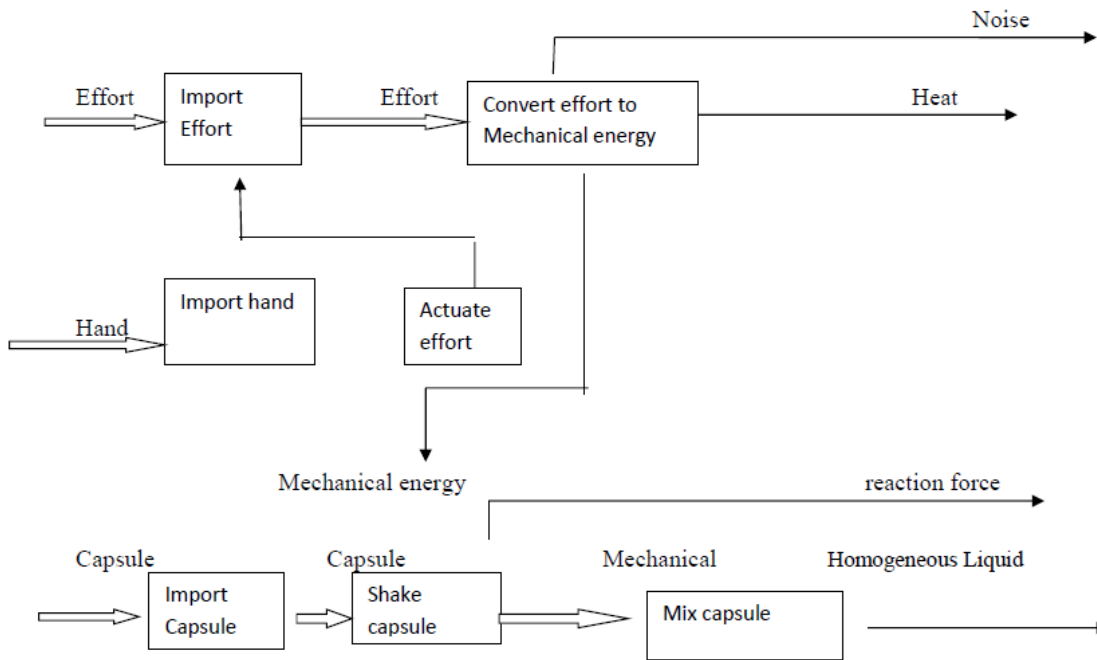 Noise
Effort
Import
Effort
Effort
Convert effort to
Mechanical energy
Heat
Hand
Import hand
Actuate
effort
Mechanical energy
reaction force
Capsule
Import
Capsule
Capsule
Shake
capsule
Mechanical
Mix capsule
Homogeneous Liquid